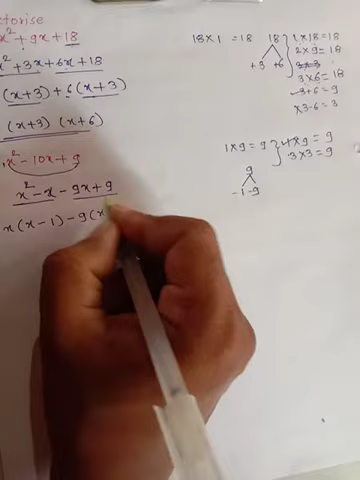 ctorise
x² + 9x + 18
x² + 3x + 6x + 18
(x+3) + 6(x+3)
(x+3) (x+6)
x² - 10x + 9
x² - x - 9x + 9
x(x-1) - 9(x
18 x 1 = 18
18
+3 +6
1 x 18 = 18
2 x 9 = 18
3 x 6 = 18
3 + 6 = 9
x 3 - 6 = 3
1 x 9 = 9
1 x 9 = 9
3 x 3 = 9
9
-1 -9